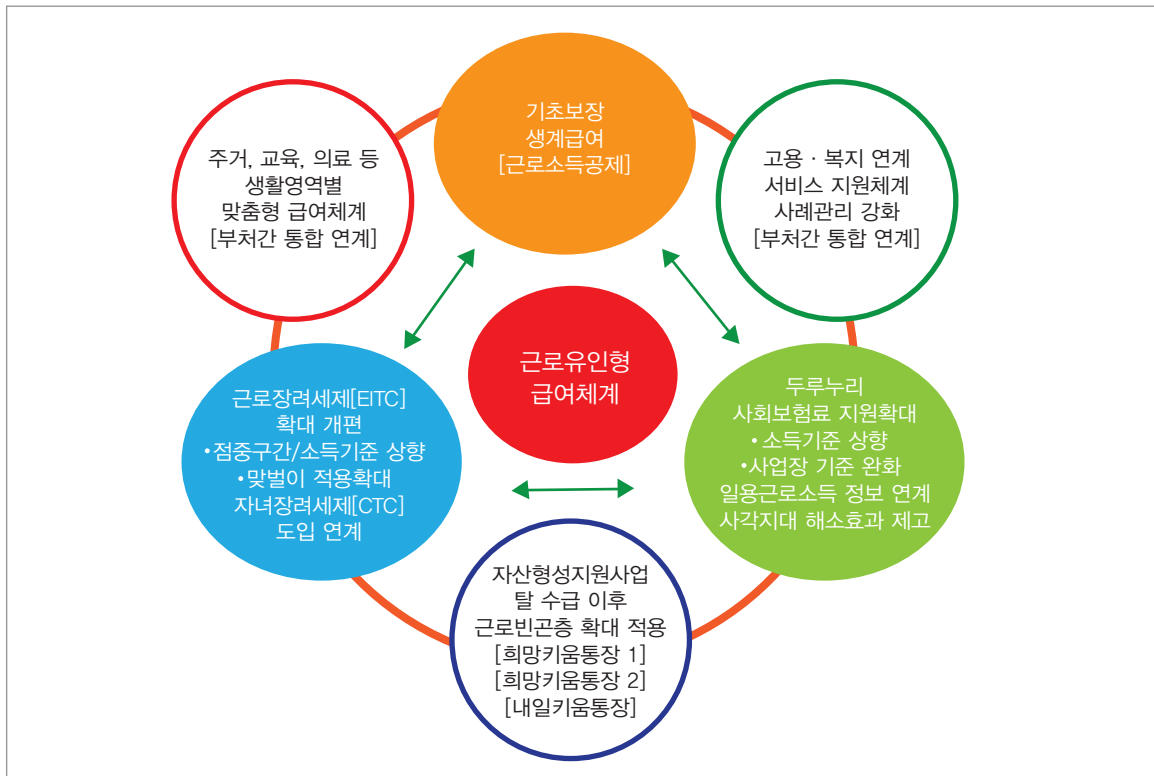 기초보장
생계급여
[근로소득공제]
주거, 교육, 의료 등
생활영역별
맞춤형 급여체계
[부처간 통합 연계]
고용 · 복지 연계
서비스 지원체계
사례관리 강화
[부처간 통합 연계]
근로유인형
급여체계
근로장려세제[EITC]
확대 개편
•점중구간/소득기준 상향
•맞벌이 적용확대
자녀장려세제[CTC]
도입 연계
두루누리
사회보험료 지원확대
• 소득기준 상향
•사업장 기준 완화
일용근로소득 정보 연계
사각지대 해소효과 제고
자산형성지원사업
탈 수급 이후
근로빈곤층 확대 적용
[희망키움통장 1]
[희망키움통장 2]
[내일키움통장]